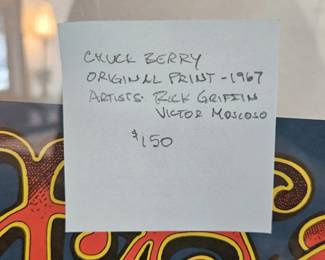 CHUCK BERRY
ORIGINAL PRINT - 1967
ARTISTS RICK GRIFFIN
VICTOR MOSCOSO
$150